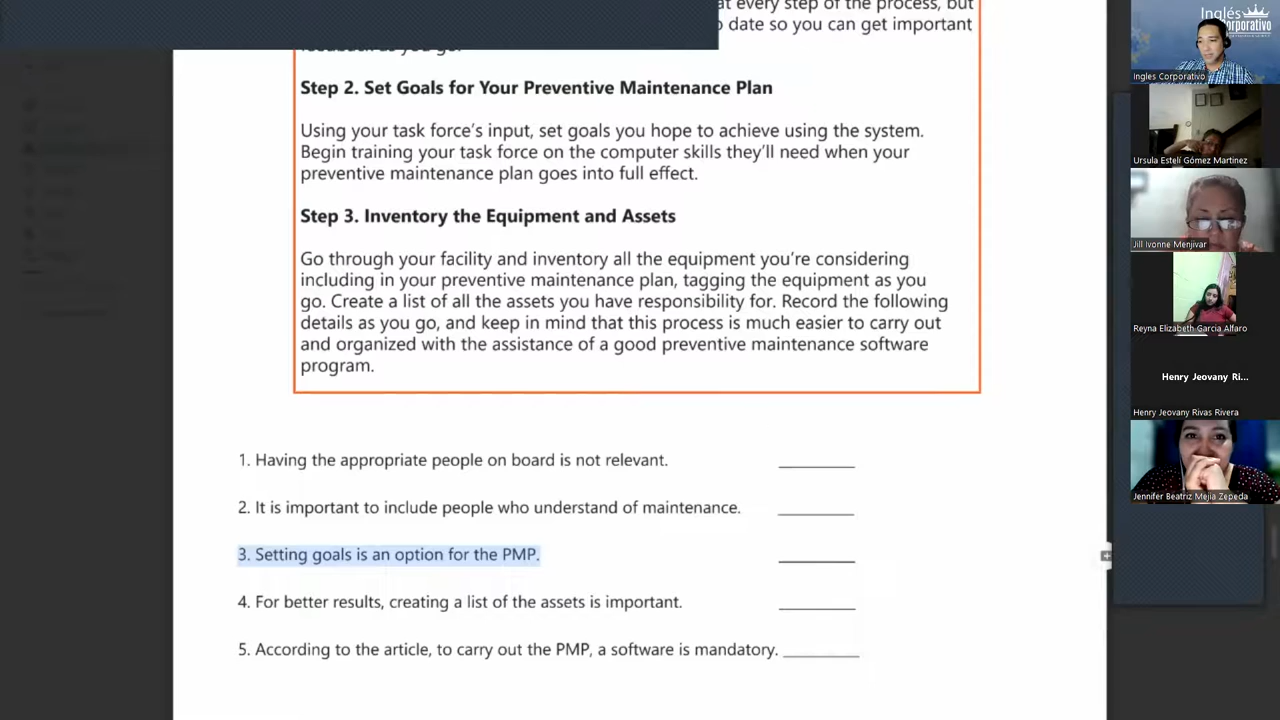 at every step of the process, but
date so you can get important
Step 2. Set Goals for Your Preventive Maintenance Plan
Using your task force's input, set goals you hope to achieve using the system.
Begin training your task force on the computer skills they'll need when your
preventive maintenance plan goes into full effect.
Step 3. Inventory the Equipment and Assets
Go through your facility and inventory all the equipment you're considering
including in your preventive maintenance plan, tagging the equipment as you
go. Create a list of all the assets you have responsibility for. Record the following
details as you go, and keep in mind that this process is much easier to carry out
and organized with the assistance of a good preventive maintenance software
program.
1. Having the appropriate people on board is not relevant. ________
2. It is important to include people who understand of maintenance. ________
3. Setting goals is an option for the PMP. ________
4. For better results, creating a list of the assets is important. ________
5. According to the article, to carry out the PMP, a software is mandatory. ________
Inglés
Corporativo
Ingles Corporativo
Ursula Estelí Gómez Martinez
Jill Ivonne Menjivar
Reyna Elizabeth Garcia Alfaro
Henry Jeovany Ri...
Henry Jeovany Rivas Rivera
Jennifer Beatriz Mejia Zepeda